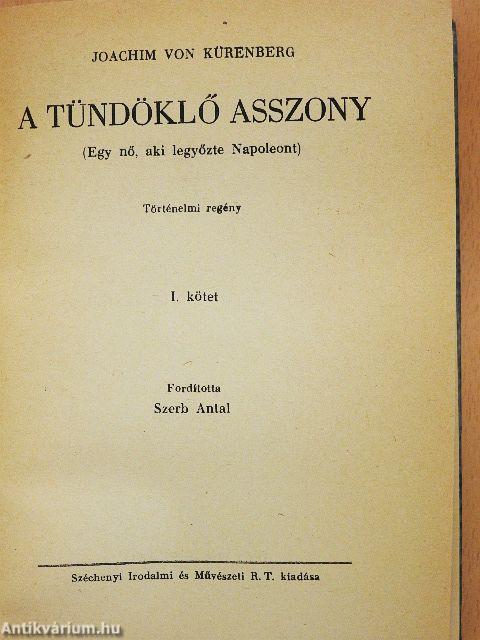 JOACHIM VON KÜRENBERG
A TÜNDÖKLŐ ASSZONY
(Egy nő, aki legyőzte Napoleont)
Történelmi regény
I. kötet
Fordította
Szerb Antal
Széchenyi Irodalmi és Művészeti R. T. kiadása
Antikvárium.hu